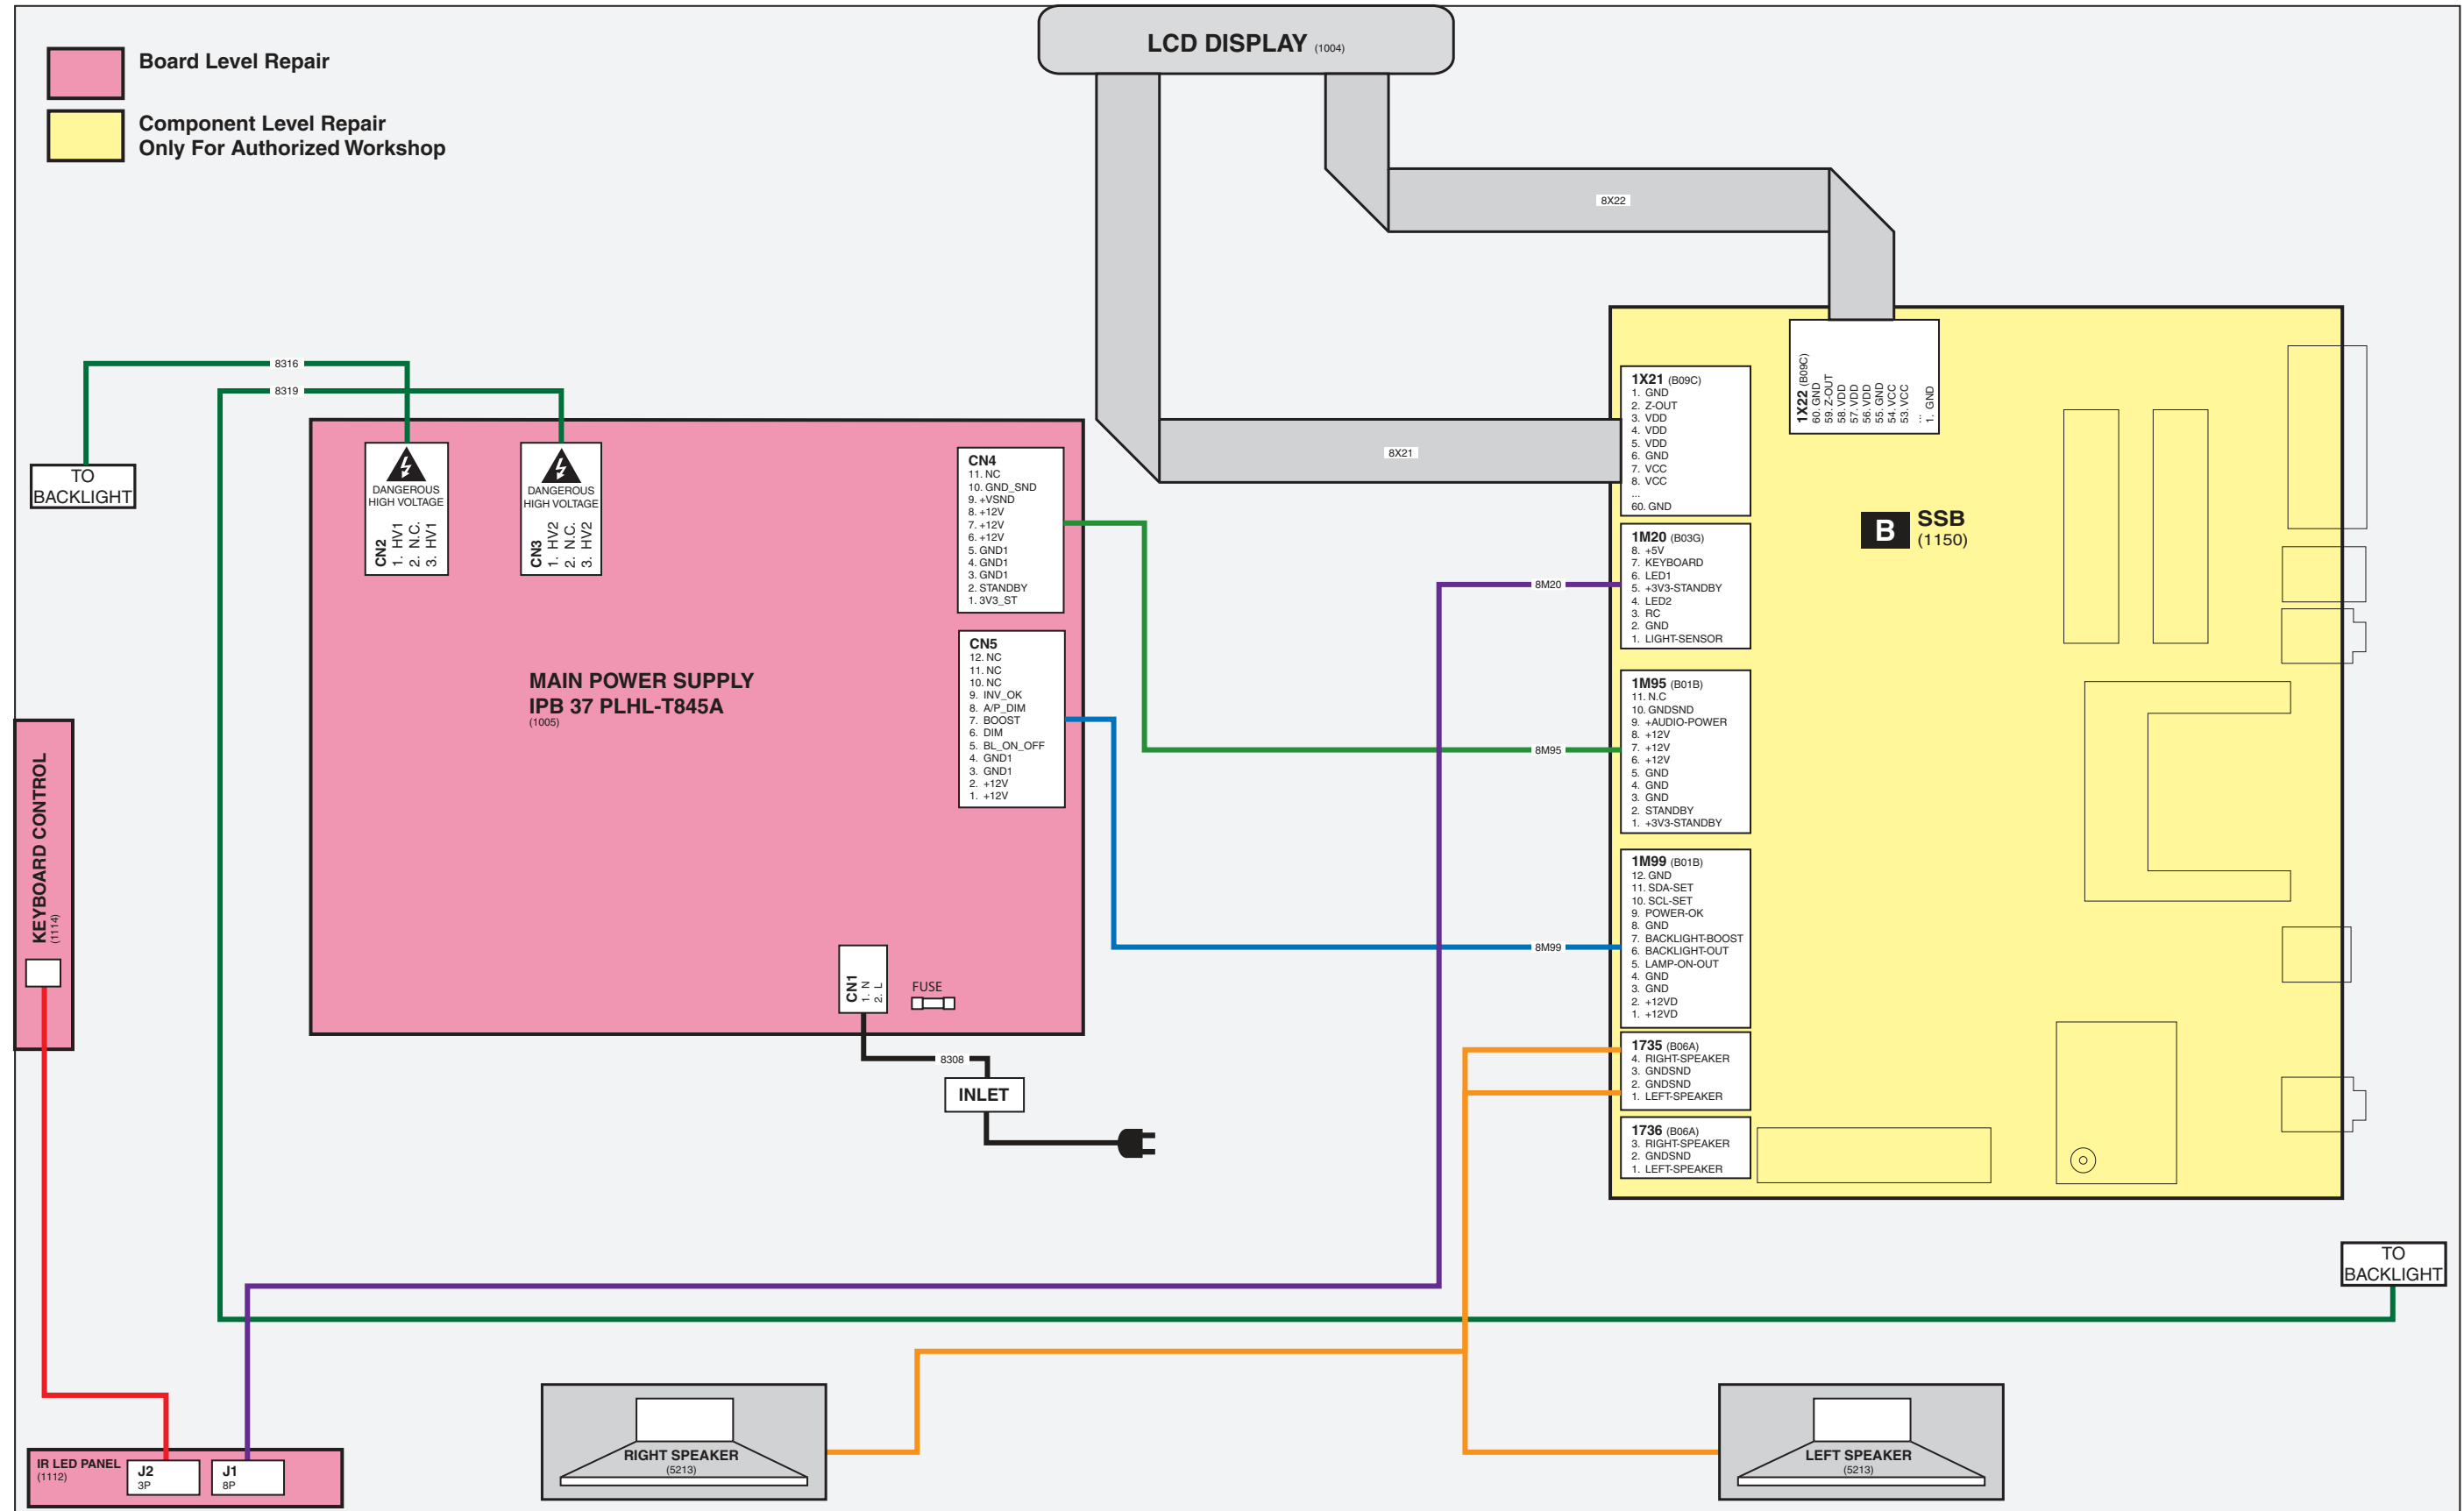 LCD DISPLAY (1004)
Board Level Repair
Component Level Repair
Only For Authorized Workshop
8X22
8316
8319
TO
BACKLIGHT
DANGEROUS
HIGH VOLTAGE
CN2
1. HV1
2. N.C.
3. HV1
DANGEROUS
HIGH VOLTAGE
CN3
1. HV2
2. N.C.
3. HV2
CN4
11. NC
10. GND_SND
9. +VSND
8. +12V
7. +12V
6. +12V
5. GND1
4. GND1
3. GND1
2. STANDBY
1. 3V3_ST
CN5
12. NC
11. NC
10. NC
9. INV_OK
8. A/P_DIM
7. BOOST
6. DIM
5. BL_ON_OFF
4. GND1
3. GND1
2. +12V
1. +12V
MAIN POWER SUPPLY
IPB 37 PLHL-T845A
(1005)
CN1
1. N
2. L
FUSE
8308
INLET
8X21
8M20
8M95
8M99
1X21 (B09C)
1. GND
2. Z-OUT
3. VDD
4. VDD
5. VDD
6. GND
7. VCC
8. VCC
...
60. GND
1X22 (B09C)
60. GND
59. Z-OUT
58. VDD
57. VDD
56. VDD
55. GND
54. VCC
53. VCC
...
1. GND
B SSB
(1150)
1M20 (B03G)
8. +5V
7. KEYBOARD
6. LED1
5. +3V3-STANDBY
4. LED2
3. RC
2. GND
1. LIGHT-SENSOR
1M95 (B01B)
11. N.C
10. GNDSND
9. +AUDIO-POWER
8. +12V
7. +12V
6. +12V
5. GND
4. GND
3. GND
2. STANDBY
1. +3V3-STANDBY
1M99 (B01B)
12. GND
11. SDA-SET
10. SCL-SET
9. POWER-OK
8. GND
7. BACKLIGHT-BOOST
6. BACKLIGHT-OUT
5. LAMP-ON-OUT
4. GND
3. GND
2. +12VD
1. +12VD
1735 (B06A)
4. RIGHT-SPEAKER
3. GNDSND
2. GNDSND
1. LEFT-SPEAKER
1736 (B06A)
3. RIGHT-SPEAKER
2. GNDSND
1. LEFT-SPEAKER
KEYBOARD CONTROL
(1114)
TO
BACKLIGHT
IR LED PANEL
(1112)
J2
3P
J1
8P
RIGHT SPEAKER
(5213)
LEFT SPEAKER
(5213)